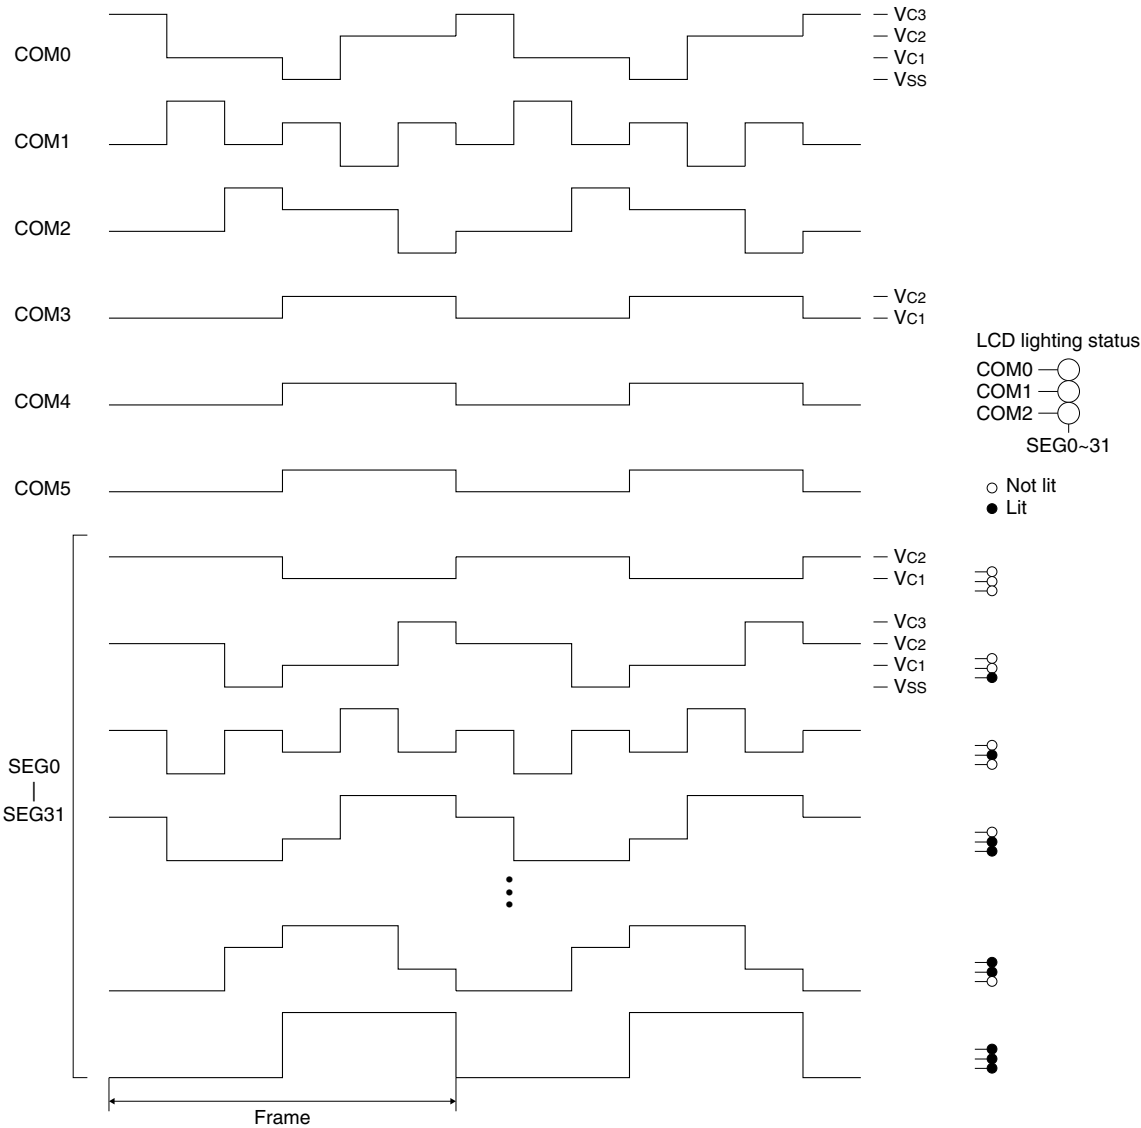 COM0
VC3
VC2
VC1
VSS
COM1
COM2
COM3
VC2
VC1
LCD lighting status
COM0
COM1
COM2
SEG0~31
COM4
COM5
Not lit
Lit
VC2
VC1
VC3
VC2
VC1
VSS
SEG0
SEG31
Frame